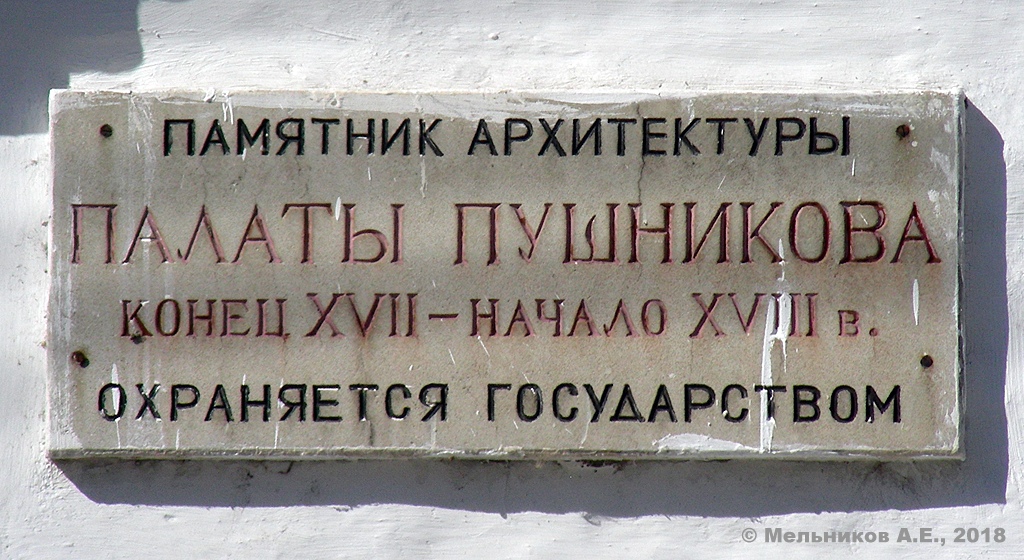 ПАМЯТНИК АРХИТЕКТУРЫ
ПАЛАТЫ ПУШНИКОВА
КОНЕЦ XVII – НАЧАЛО XVIII в.
ОХРАНЯЕТСЯ ГОСУДАРСТВОМ
© Мельников А.Е., 2018